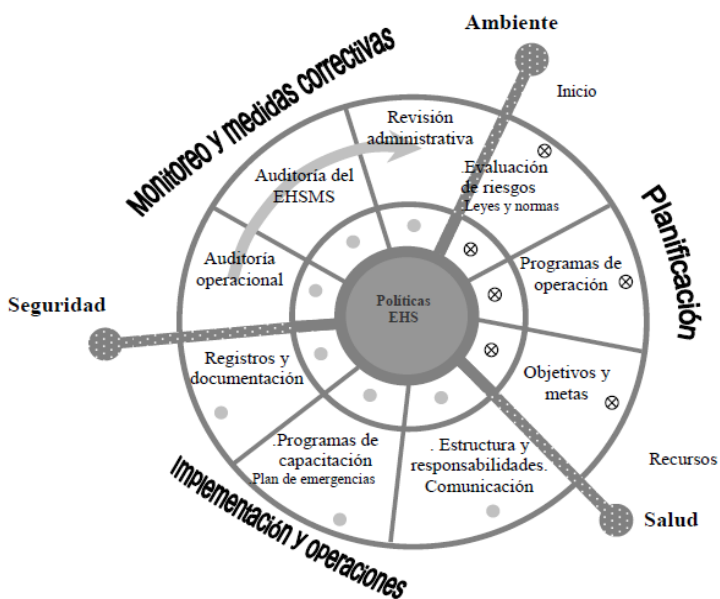 Ambiente
Inicio
Monitoreo y medidas correctivas
Revisión
administrativa
.Evaluación
de riesgos
.Leyes y normas
Auditoría del
EHSMS
Planificación
Programas de
operación
Auditoría
operacional
Políticas
EHS
Seguridad
Registros y
documentación
Objetivos y
metas
.Programas de
capacitación
.Plan de emergencias
. Estructura y
responsabilidades.
Comunicación
Recursos
Salud
Implementación y operaciones